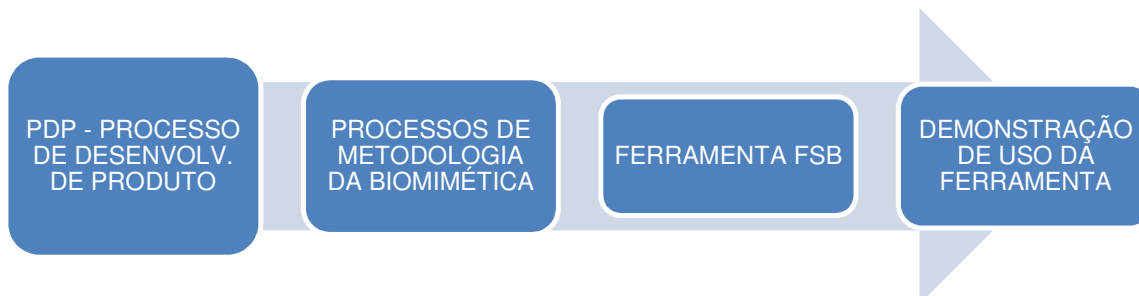 PDP - PROCESSO
DE DESENVOLV.
DE PRODUTO
PROCESSOS DE
METODOLOGIA
DA BIOMIMÉTICA
FERRAMENTA FSB
DEMONSTRAÇÃO
DE USO DA
FERRAMENTA